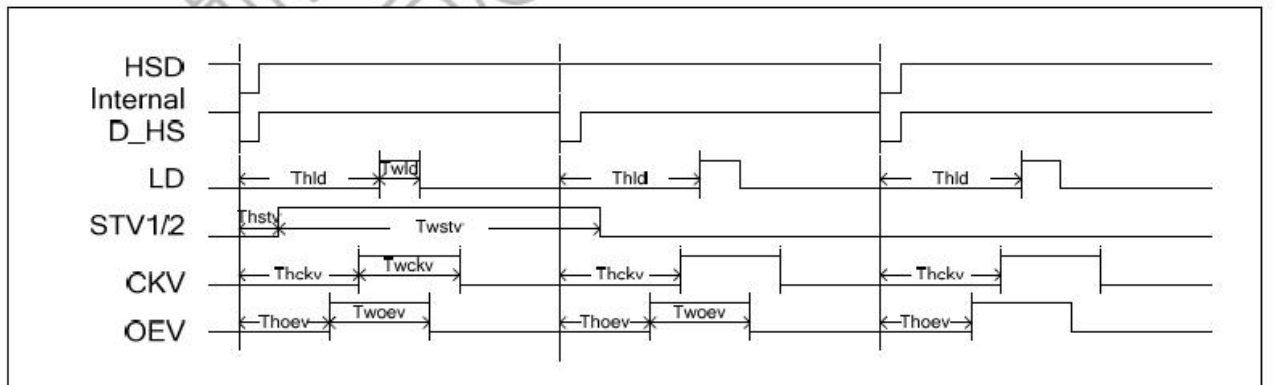 HSD
Internal
D_HS
LD Thld Twld Thld Thld
STV1/2 Thstv Twstv
CKV Thckv Twckv Thckv Thckv
OEV Thoev Twoev Thoev Twoev Thoev